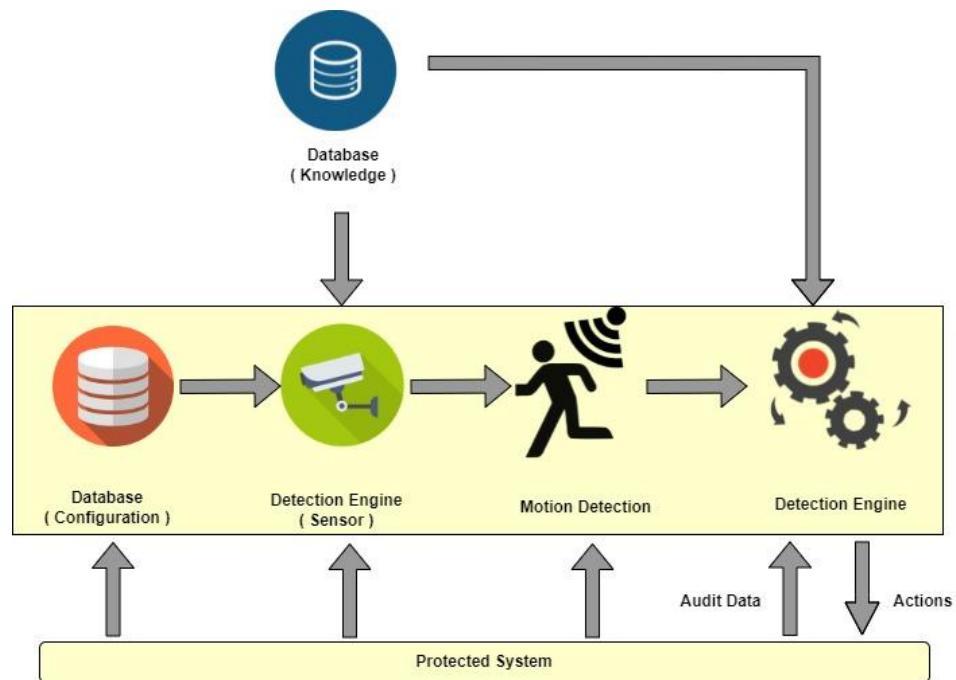 Database
( Knowledge )
Database
( Configuration )
Detection Engine
( Sensor )
Motion Detection
Detection Engine
Audit Data
Actions
Protected System